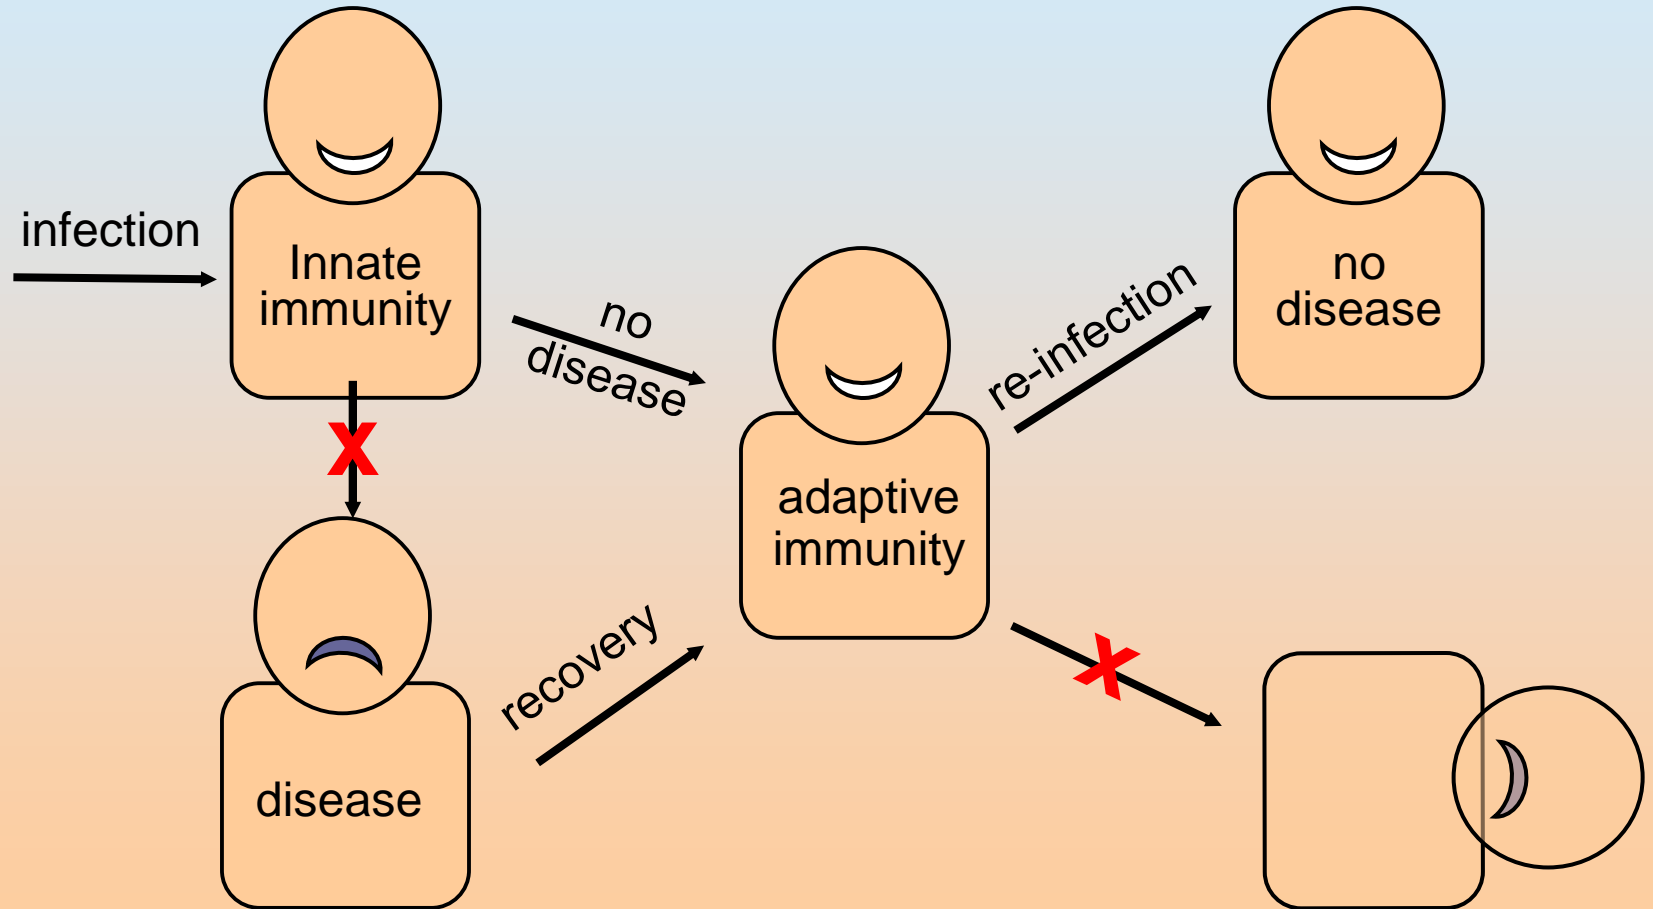 infection
Innate
immunity
no
disease
X
disease
recovery
adaptive
immunity
re-infection
no
disease
X